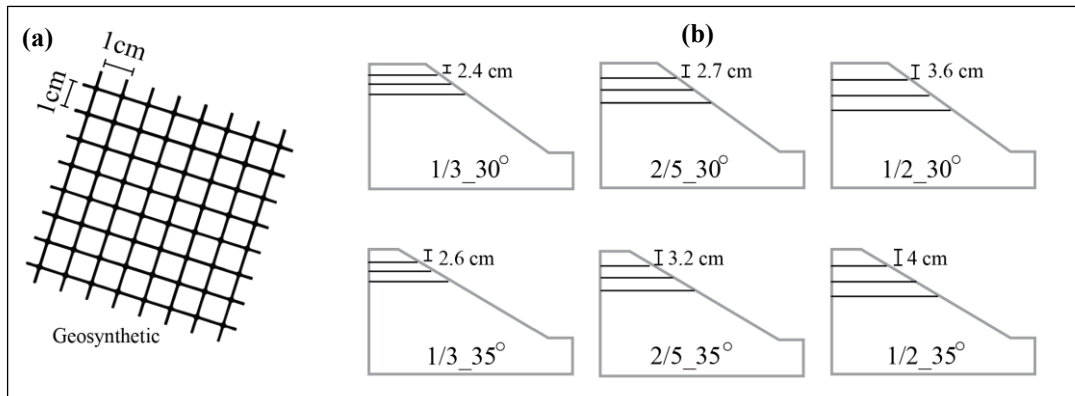 (a)
1cm
1cm
Geosynthetic
(b)
2.4 cm
1/3_30°
2.7 cm
2/5_30°
3.6 cm
1/2_30°
2.6 cm
1/3_35°
3.2 cm
2/5_35°
4 cm
1/2_35°